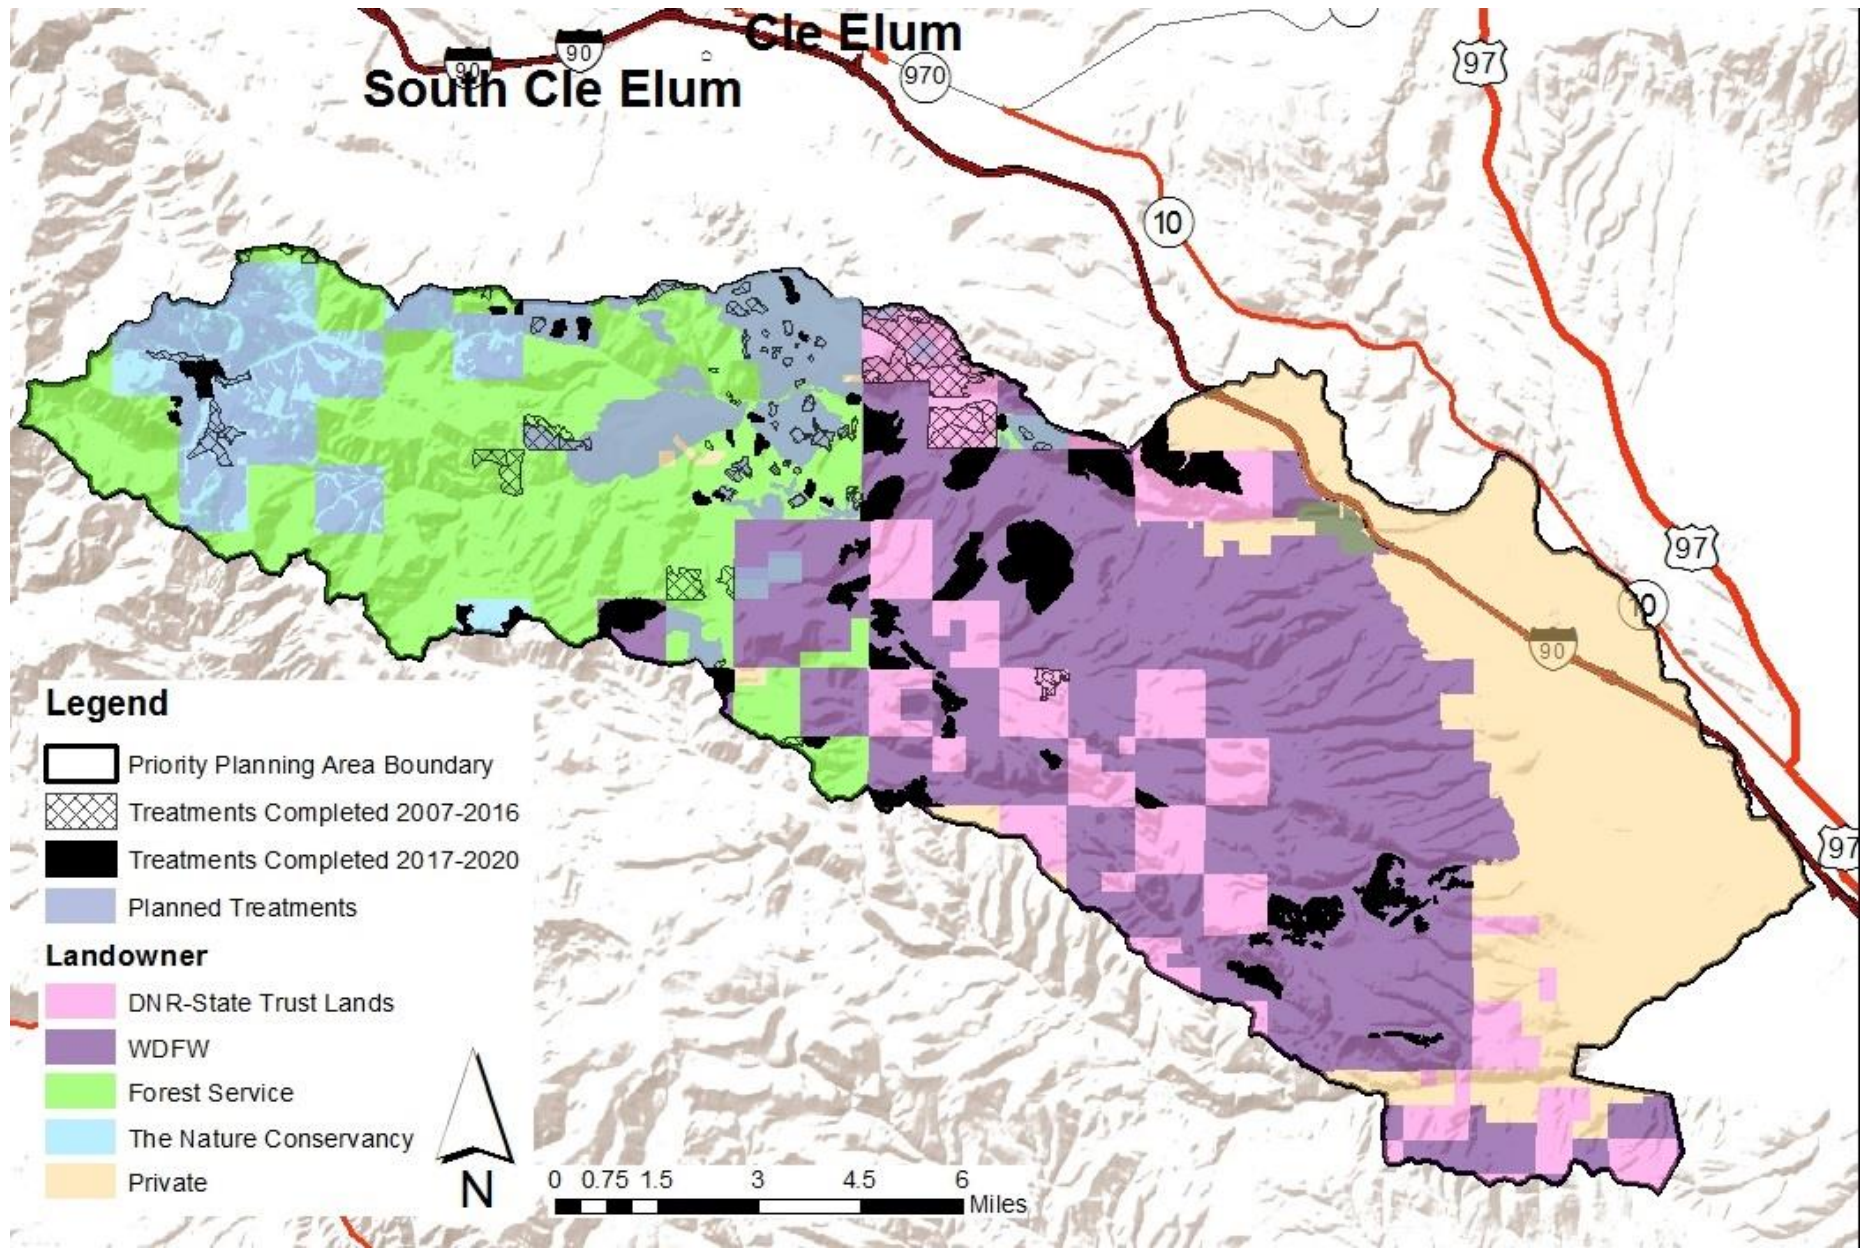 Cle Elum
90
90
South Cle Elum
970
97
10
97
10
90
97
Legend
Priority Planning Area Boundary
Treatments Completed 2007-2016
Treatments Completed 2017-2020
Planned Treatments
Landowner
DNR-State Trust Lands
WDFW
Forest Service
The Nature Conservancy
Private
N
0 0.75 1.5 3 4.5 6
Miles